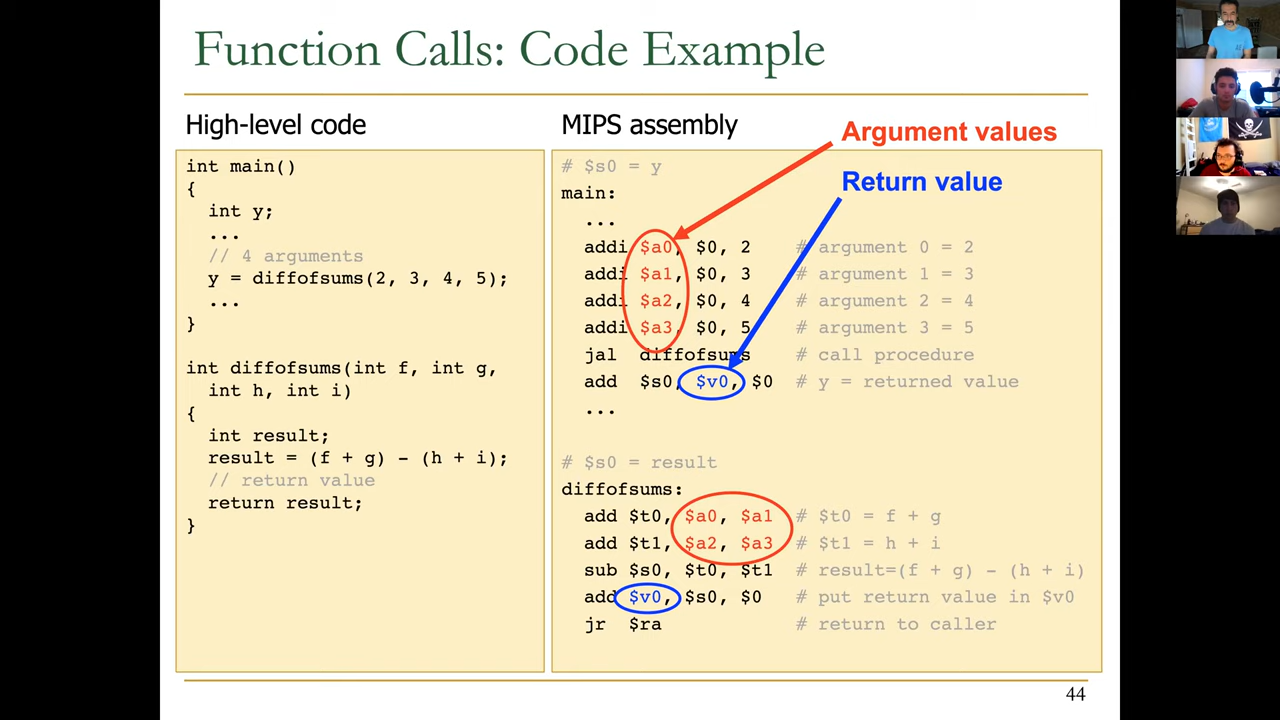 Function Calls: Code Example
High-level code
int main()
{
int y;
...
// 4 arguments
y = diffofsums(2, 3, 4, 5);
...
}
int diffofsums(int f, int g,
int h, int i)
{
int result;
result = (f + g) - (h + i);
// return value
return result;
}
MIPS assembly
Argument values
Return value
# $s0 = y
main:
...
addi $a0, $0, 2 # argument 0 = 2
addi $a1, $0, 3 # argument 1 = 3
addi $a2, $0, 4 # argument 2 = 4
addi $a3, $0, 5 # argument 3 = 5
jal diffofsums # call procedure
add $s0, $v0, $0 # y = returned value
...
# $s0 = result
diffofsums:
add $t0, $a0, $a1 # $t0 = f + g
add $t1, $a2, $a3 # $t1 = h + i
sub $s0, $t0, $t1 # result=(f + g) - (h + i)
add $v0, $s0, $0 # put return value in $v0
jr $ra # return to caller
44